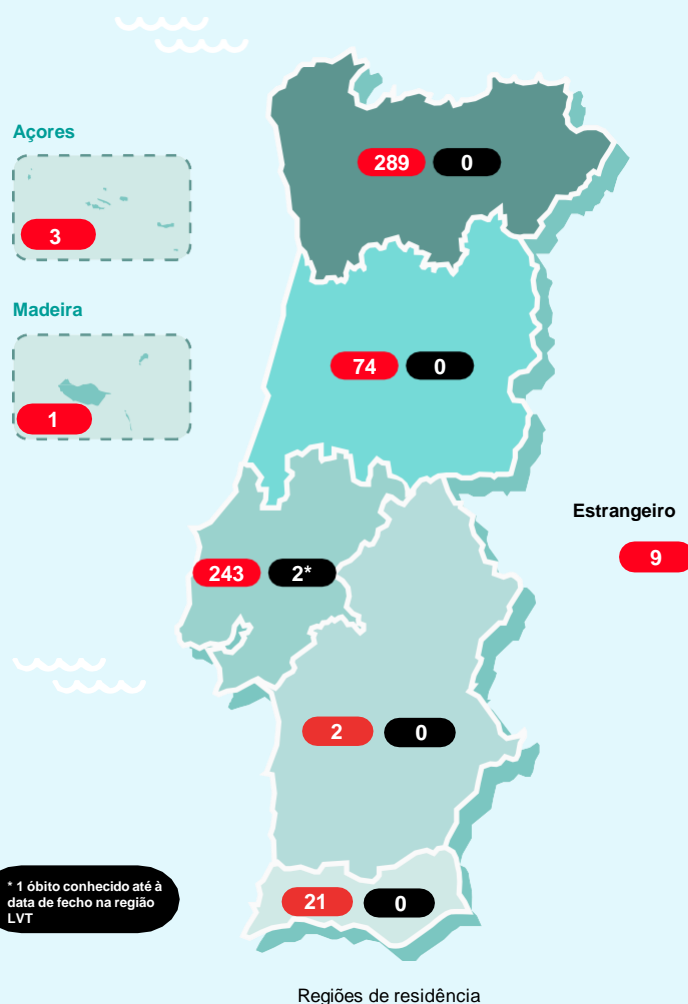 Açores
289 0
3
Madeira
74 0
1
Estrangeiro
9
243 2*
2 0
* 1 óbito conhecido até à
data de fecho na região
LVT
21 0
Regiões de residência